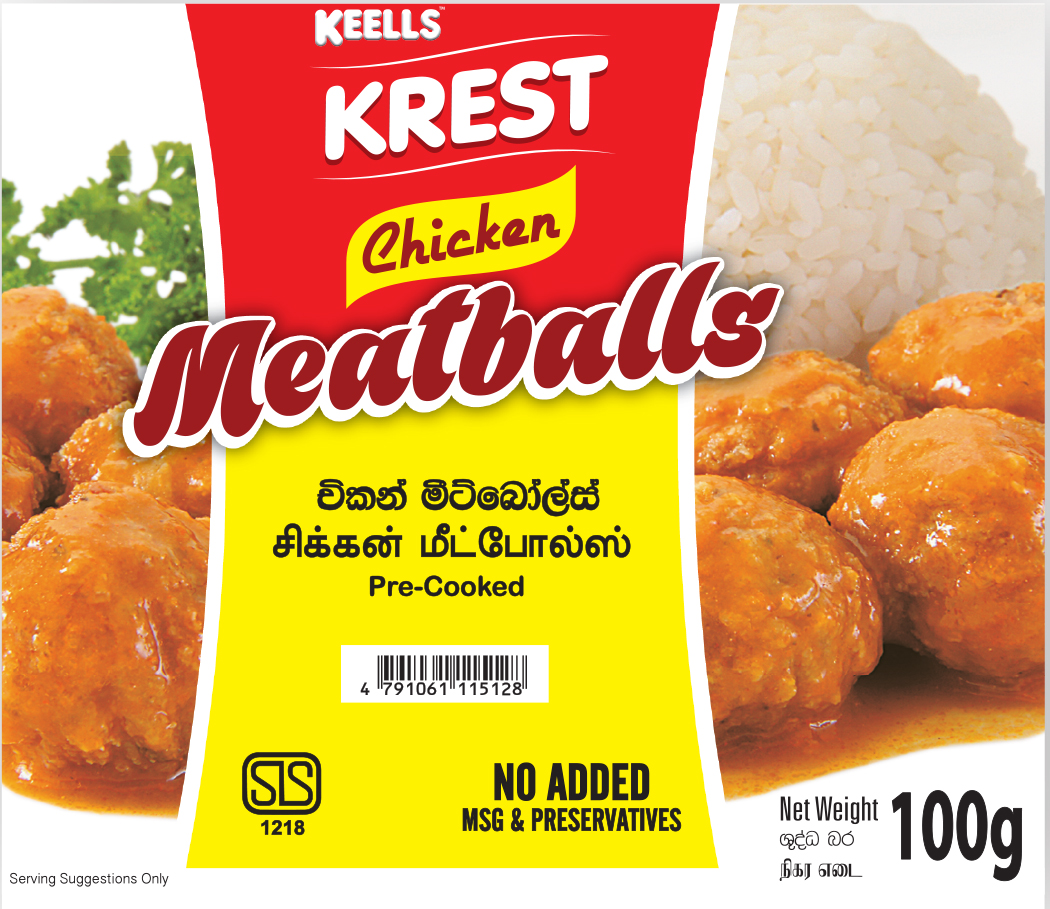 KEELLS™
KREST
Chicken
Meatballs
චිකන් මීට්බෝල්ස්
சிக்கன் மீட்போல்ஸ்
Pre-Cooked
4 791061 115128
SLS
1218
NO ADDED
MSG & PRESERVATIVES
Net Weight 100g
ශුද්ධ බර
நிகர எடை
Serving Suggestions Only